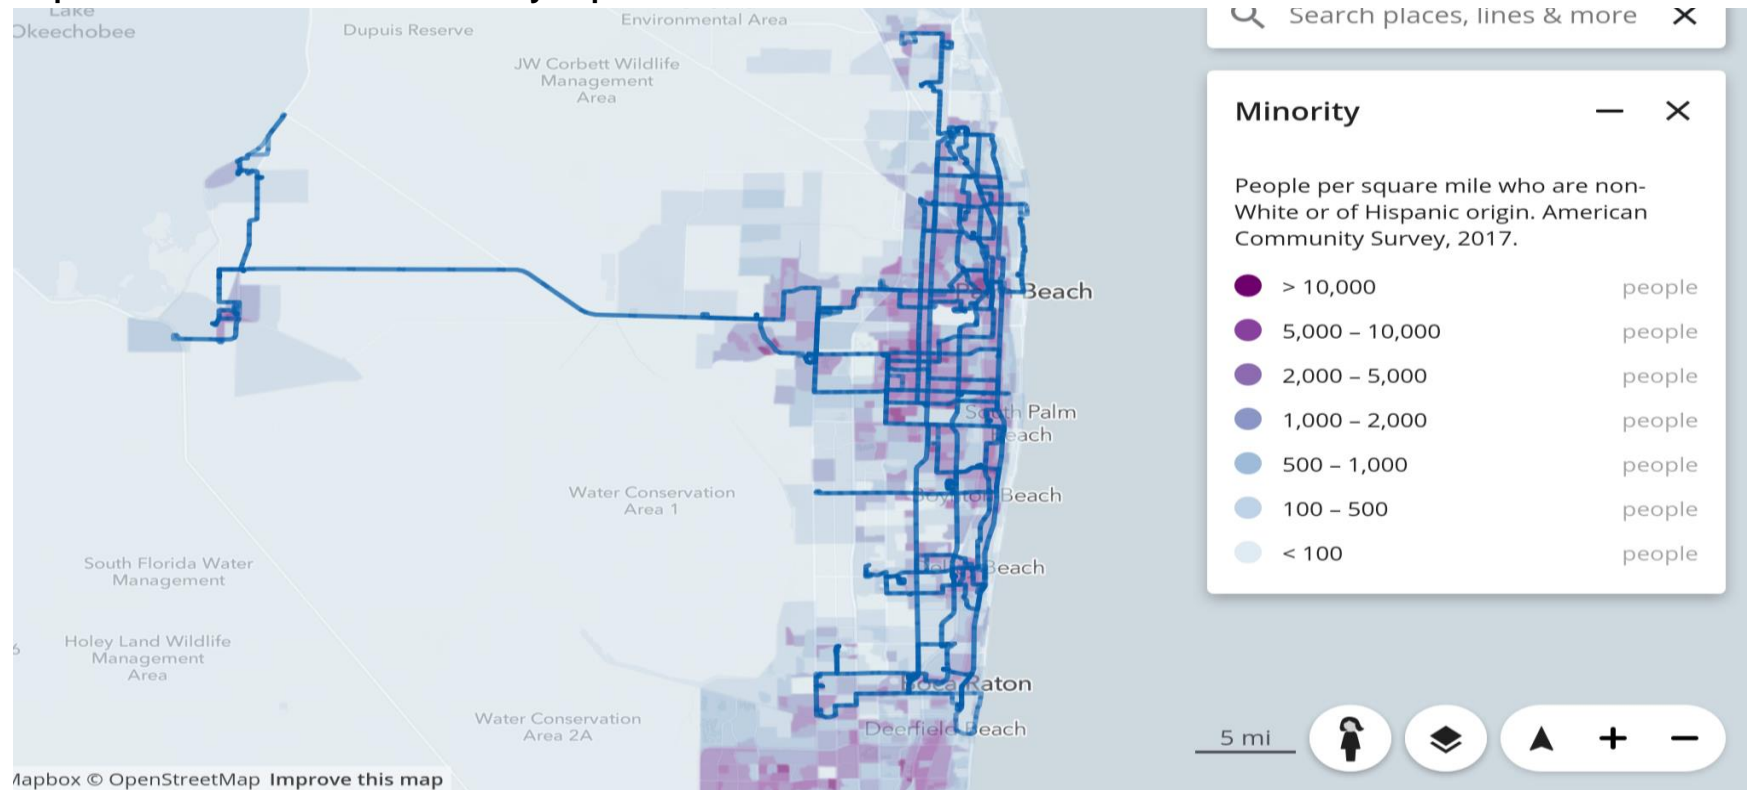 Lake
Okeechobee
Dupuis Reserve
Environmental Area
JW Corbett Wildlife
Management
Area
Beach
South Palm
Beach
Boynton Beach
Water Conservation
Area 1
Beach
South Florida Water
Management
Holey Land Wildlife
Management
Area
Boca Raton
Water Conservation
Area 2A
Deerfield Beach
Mapbox © OpenStreetMap Improve this map
Search places, lines & more
Minority
People per square mile who are non-
White or of Hispanic origin. American
Community Survey, 2017.
> 10,000 people
5,000 – 10,000 people
2,000 – 5,000 people
1,000 – 2,000 people
500 – 1,000 people
100 – 500 people
< 100 people
5 mi